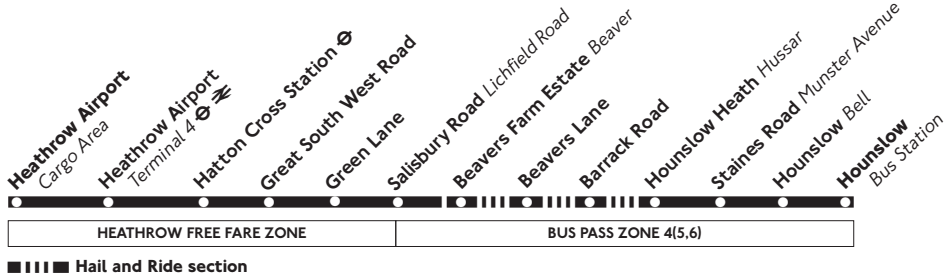 Heathrow Airport
Cargo Area
Heathrow Airport
Terminal 4
Hatton Cross Station
Great South West Road
Green Lane
Salisbury Road Lichfield Road
Beavers Farm Estate Beaver
Beavers Lane
Barrack Road
Hounslow Heath Hussar
Staines Road Munster Avenue
Hounslow Bell
Hounslow
Bus Station
HEATHROW FREE FARE ZONE
BUS PASS ZONE 4(5,6)
Hail and Ride section